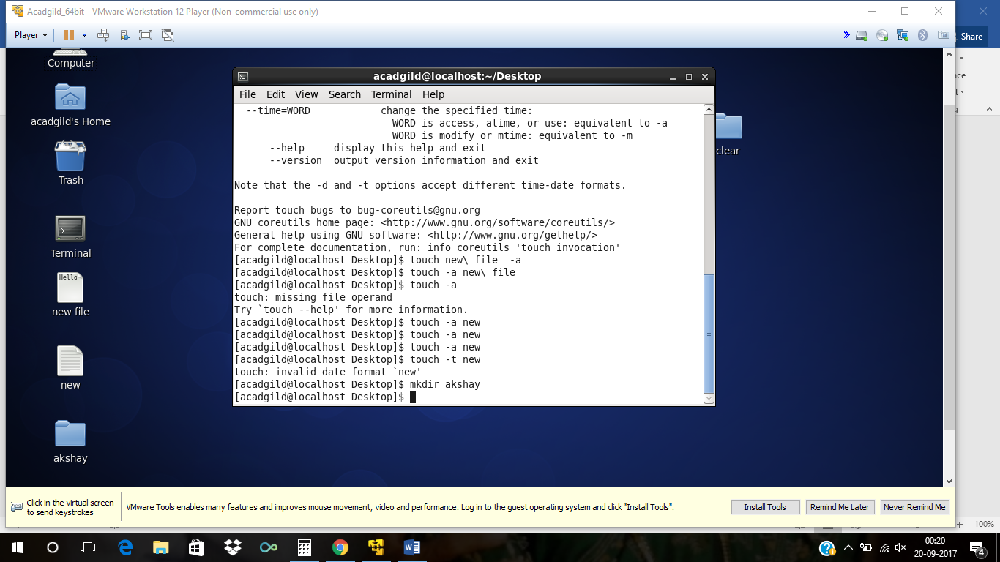 Acadgild_64bit - VMware Workstation 12 Player (Non-commercial use only)
Player
Share
Computer
acadgild's Home
Trash
Terminal
Hello
new file
new
akshay
clear
acadgild@localhost:~/Desktop
File Edit View Search Terminal Help
--time=WORD change the specified time:
WORD is access, atime, or use: equivalent to -a
WORD is modify or mtime: equivalent to -m
--help display this help and exit
--version output version information and exit
Note that the -d and -t options accept different time-date formats.
Report touch bugs to bug-coreutils@gnu.org
GNU coreutils home page: <http://www.gnu.org/software/coreutils/>
General help using GNU software: <http://www.gnu.org/gethelp/>
For complete documentation, run: info coreutils 'touch invocation'
[acadgild@localhost Desktop]$ touch new\ file  -a
[acadgild@localhost Desktop]$ touch -a new\ file
[acadgild@localhost Desktop]$ touch -a
touch: missing file operand
Try `touch --help' for more information.
[acadgild@localhost Desktop]$ touch -a new
[acadgild@localhost Desktop]$ touch -a new
[acadgild@localhost Desktop]$ touch -a new
[acadgild@localhost Desktop]$ touch -t new
touch: invalid date format `new'
[acadgild@localhost Desktop]$ mkdir akshay
[acadgild@localhost Desktop]$
Click in the virtual screen
to send keystrokes
VMware Tools enables many features and improves mouse movement, video and performance. Log in to the guest operating system and click "Install Tools".
Install Tools
Remind Me Later
Never Remind Me
100%
00:20
20-09-2017
4